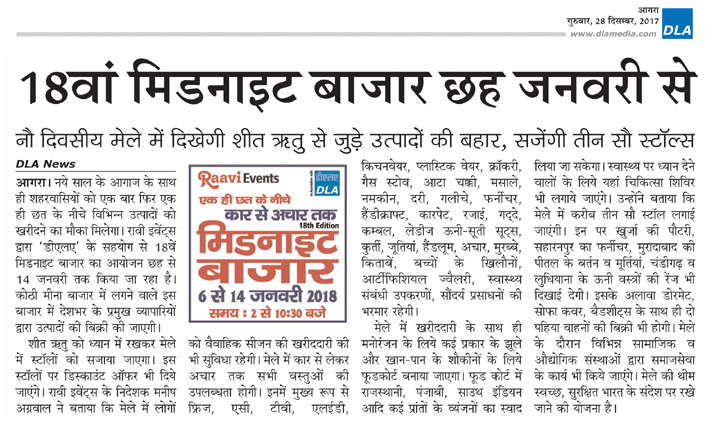 आगरा
गुरुवार, 28 दिसम्बर, 2017
www.dlamedia.com
DLA
18वां मिडनाइट बाजार छह जनवरी से
नौ दिवसीय मेले में दिखेगी शीत ऋतु से जुड़े उत्पादों की बहार, सजेंगी तीन सौ स्टॉल्स
DLA News
आगरा। नये साल के आगाज के साथ
ही शहरवासियों को एक बार फिर एक
ही छत के नीचे विभिन्न उत्पादों को
खरीदने का मौका मिलेगा। रावी इवेंट्स
द्वारा 'डीएलए' के सहयोग से 18वें
मिडनाइट बाजार का आयोजन छह से
14 जनवरी तक किया जा रहा है।
कोठी मीना बाजार में लगने वाले इस
बाजार में देशभर के प्रमुख व्यापारियों
द्वारा उत्पादों की बिक्री की जाएगी।
शीत ऋतु को ध्यान में रखकर मेले
में स्टॉलों को सजाया जाएगा। इस
स्टॉलों पर डिस्काउंट ऑफर भी दिये
जाएंगे। रावी इवेंट्स के निदेशक मनीष
अग्रवाल ने बताया कि मेले में लोगों
Raavi Events
डीएलए
DLA
एक ही छत के नीचे
कार से अचार तक
18th Edition
मिडनाइट
बाजार
6 से 14 जनवरी 2018
समय : 2 से 10:30 बजे
को वैवाहिक सीजन की खरीददारी की
भी सुविधा रहेगी। मेले में कार से लेकर
अचार तक सभी वस्तुओं की
उपलब्धता होगी। इनमें मुख्य रूप से
फ्रिज, एसी, टीवी, एलईडी,
किचनवेयर, प्लास्टिक वेयर, क्रॉकरी,
गैस स्टोव, आटा चक्की, मसाले,
नमकीन, दरी, गलीचे, फर्नीचर,
हैंडीक्राफ्ट, कारपेट, रजाई, गद्दे,
कम्बल, लेडीज ऊनी-सूती सूट्स,
कुर्ती, जूतियां, हैंडलूम, अचार, मुरब्बे,
किताबें, बच्चों के खिलौनों,
आर्टीफिशियल ज्वैलरी, स्वास्थ्य
संबंधी उपकरणों, सौंदर्य प्रसाधनों की
भरमार रहेगी।
मेले में खरीददारी के साथ ही
मनोरंजन के लिये कई प्रकार के झूले
और खान-पान के शौकीनों के लिये
फूडकोर्ट बनाया जाएगा। फूड कोर्ट में
राजस्थानी, पंजाबी, साउथ इंडियन
आदि कई प्रांतों के व्यंजनों का स्वाद
लिया जा सकेगा। स्वास्थ्य पर ध्यान देने
वालों के लिये यहां चिकित्सा शिविर
भी लगाये जाएंगे। उन्होंने बताया कि
मेले में करीब तीन सौ स्टॉल लगाई
जाएंगी। इन पर खुर्जा की पौटरी,
सहारनपुर का फर्नीचर, मुरादाबाद की
पीतल के बर्तन व मूर्तियां, चंडीगढ़ व
लुधियाना के ऊनी वस्त्रों की रेंज भी
दिखाई देगी। इसके अलावा डोरमेट,
सोफा कवर, बैडशीट्स के साथ ही दो
पहिया वाहनों की बिक्री भी होगी। मेले
के दौरान विभिन्न सामाजिक व
औद्योगिक संस्थाओं द्वारा समाजसेवा
के कार्य भी किये जाएंगे। मेले की थीम
स्वच्छ, सुरक्षित भारत के संदेश पर रखे
जाने की योजना है।